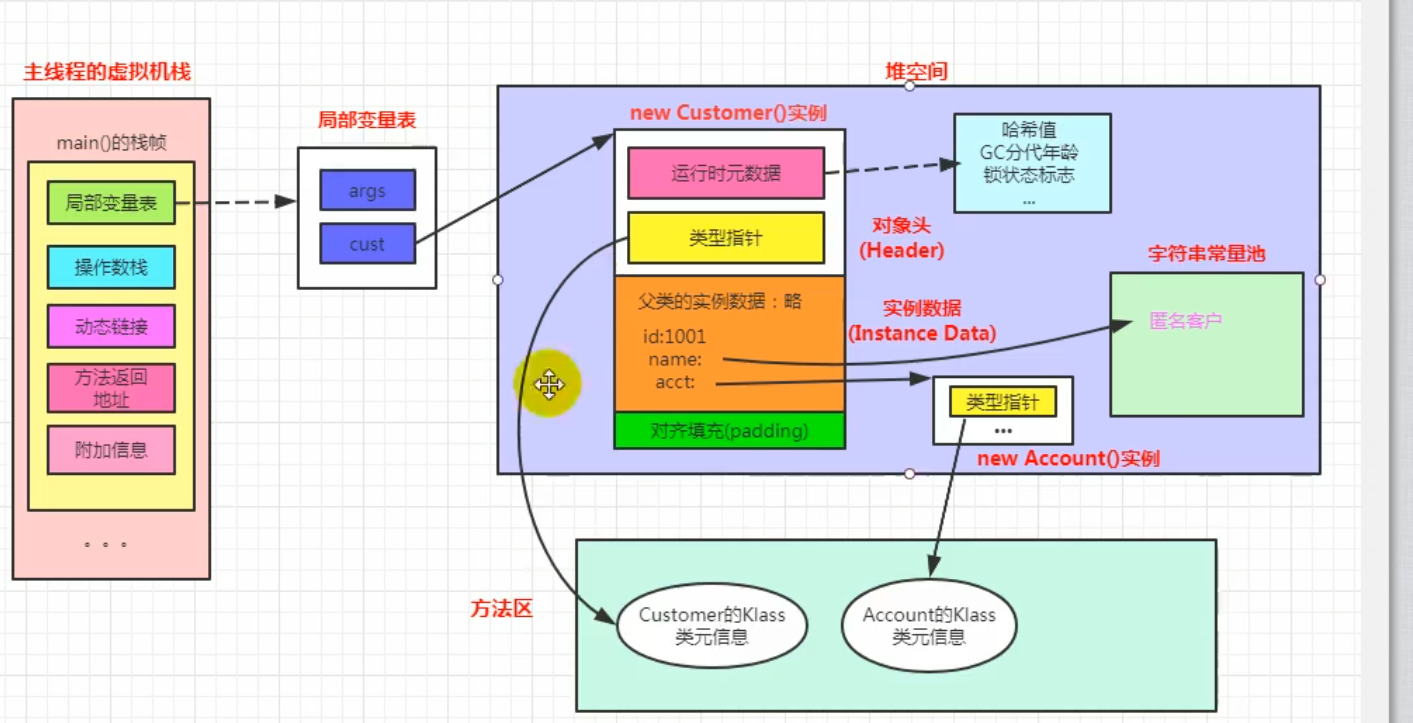 主线程的虚拟机栈
main()的栈帧
局部变量表
操作数栈
动态链接
方法返回
地址
附加信息
。。。
局部变量表
args
cust
堆空间
new Customer()实例
运行时元数据
类型指针
父类的实例数据：略
id:1001
name:
acct:
对齐填充(padding)
哈希值
GC分代年龄
锁状态标志
...
对象头
(Header)
实例数据
(Instance Data)
字符串常量池
匿名客户
类型指针
...
new Account()实例
方法区
Customer的Klass
类元信息
Account的Klass
类元信息